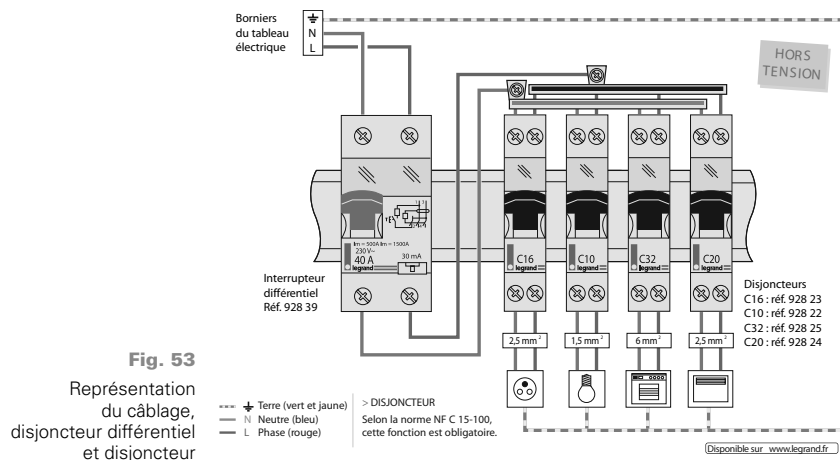 Borniers
du tableau
électrique
N
L
HORS
TENSION
Im = 500A Im = 1500A
230 V~
40 A
30 mA
legrand
C16
legrand
C10
legrand
C32
legrand
C20
legrand
Interrupteur
différentiel
Réf. 928 39
Disjoncteurs
C16 : réf. 928 23
C10 : réf. 928 22
C32 : réf. 928 25
C20 : réf. 928 24
2,5 mm²
1,5 mm²
6 mm²
2,5 mm²
Fig. 53
Représentation
du câblage,
disjoncteur différentiel
et disjoncteur
Terre (vert et jaune)
N Neutre (bleu)
L Phase (rouge)
> DISJONCTEUR
Selon la norme NF C 15-100,
cette fonction est obligatoire.
Disponible sur www.legrand.fr